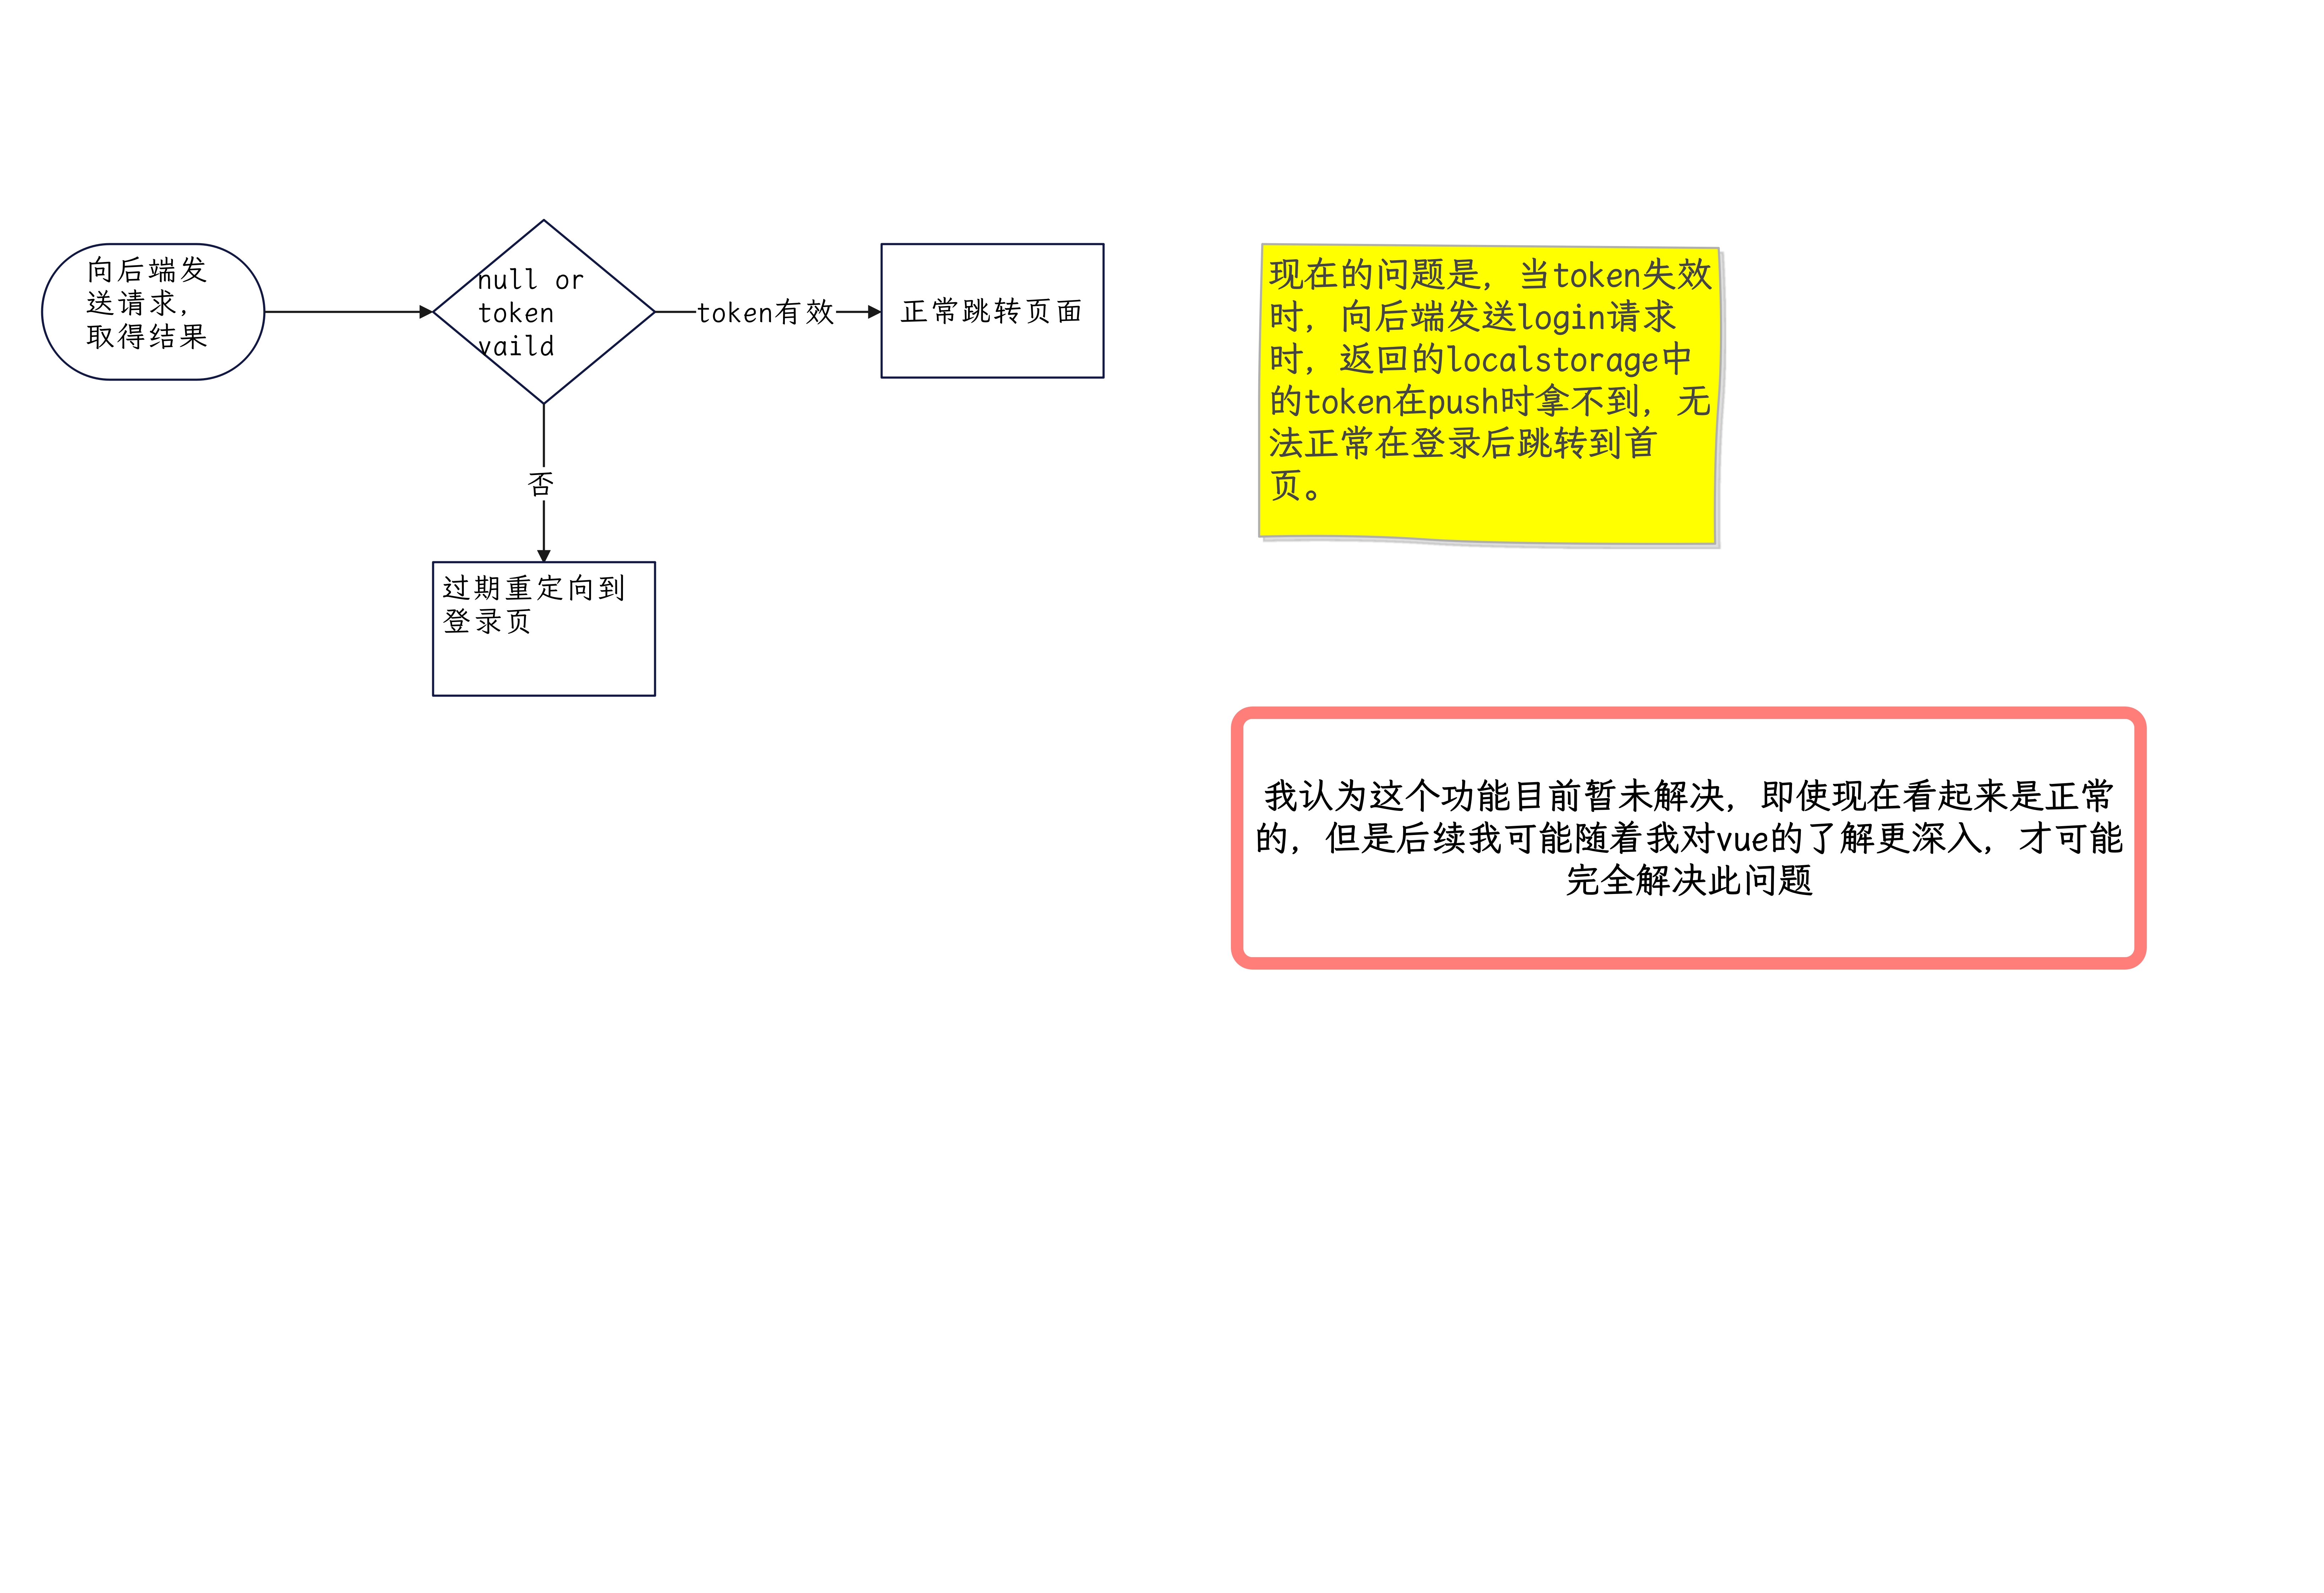 向后端发
送请求，
取得结果
null or
token
vaild
token有效
正常跳转页面
否
过期重定向到
登录页
现在的问题是，当token失效
时，向后端发送login请求
时，返回的localstorage中
的token在push时拿不到，无
法正常在登录后跳转到首
页。
我认为这个功能目前暂未解决，即使现在看起来是正常
的，但是后续我可能随着我对vue的了解更深入，才可能
完全解决此问题